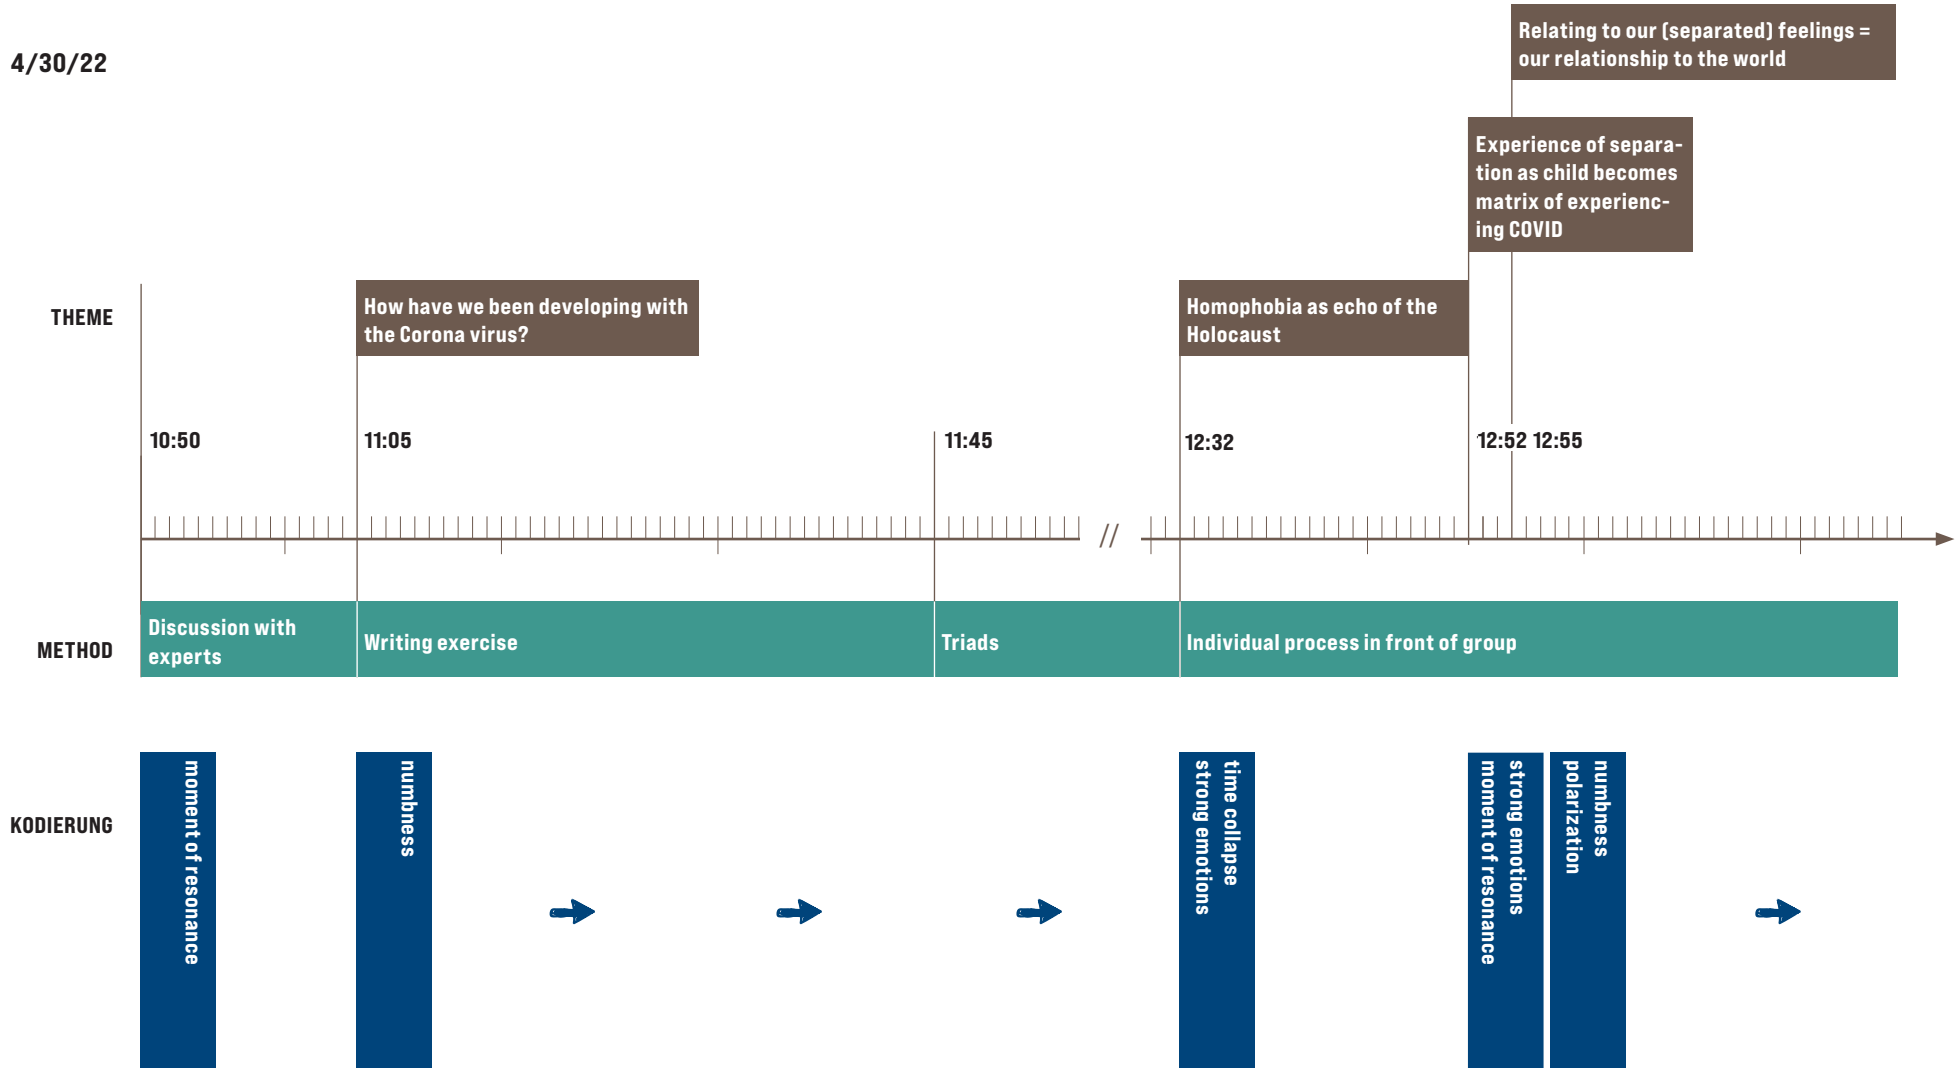 4/30/22
Relating to our (separated) feelings =
our relationship to the world
Experience of separa-
tion as child becomes
matrix of experienc-
ing COVID
THEME
How have we been developing with
the Corona virus?
Homophobia as echo of the
Holocaust
10:50
11:05
11:45
12:32
12:52 12:55
//
METHOD
Discussion with
experts
Writing exercise
Triads
Individual process in front of group
KODIERUNG
moment of resonance
numbness
time collapse
strong emotions
strong emotions
moment of resonance
numbness
polarization